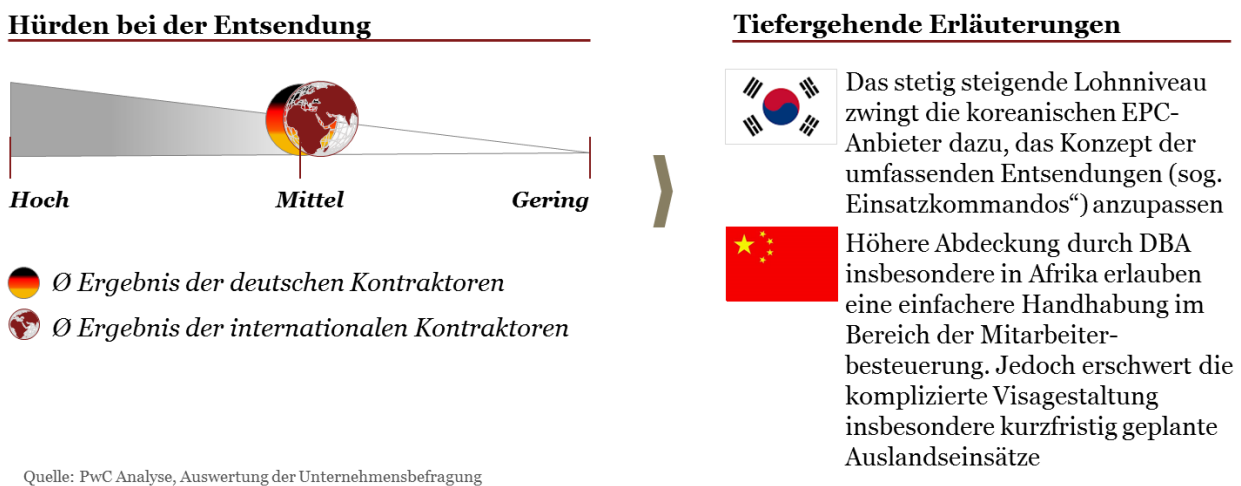 Hürden bei der Entsendung
Hoch
Mittel
Gering
Ø Ergebnis der deutschen Kontraktoren
Ø Ergebnis der internationalen Kontraktoren
Tiefergehende Erläuterungen
Das stetig steigende Lohnniveau
zwingt die koreanischen EPC-
Anbieter dazu, das Konzept der
umfassenden Entsendungen (sog.
Einsatzkommandos“) anzupassen
Höhere Abdeckung durch DBA
insbesondere in Afrika erlauben
eine einfachere Handhabung im
Bereich der Mitarbeiter-
besteuerung. Jedoch erschwert die
komplizierte Visagestaltung
insbesondere kurzfristig geplante
Auslandseinsätze
Quelle: PwC Analyse, Auswertung der Unternehmensbefragung